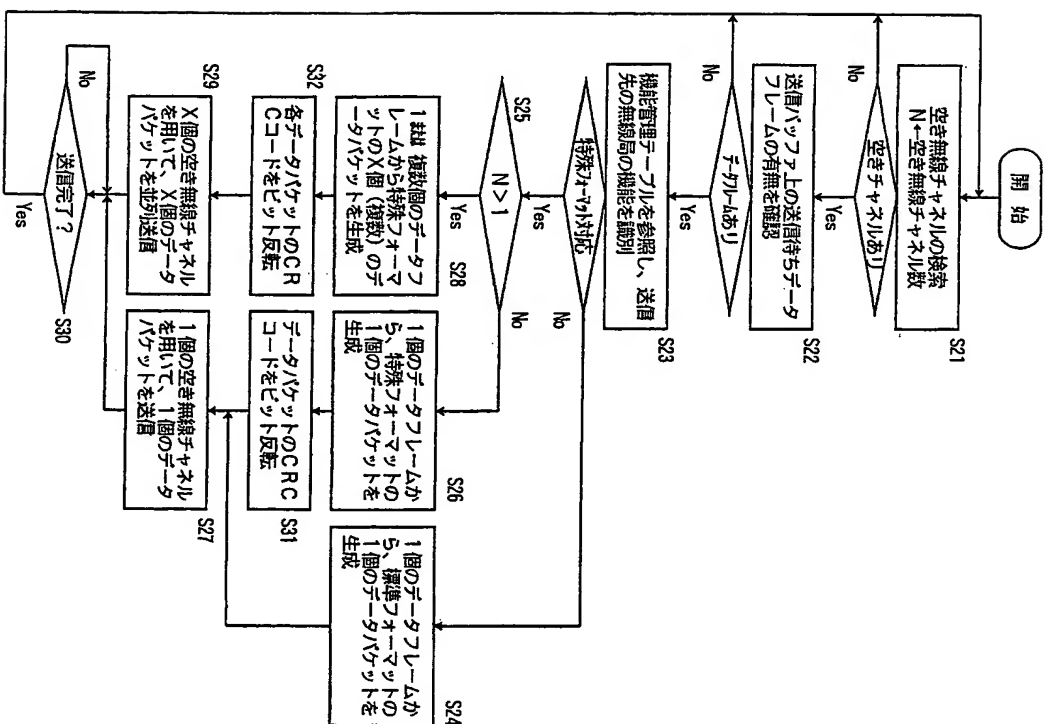 開　始
空き無線チャネルの検索
N←空き無線チャネル数
S21
空きチャネルあり
No
Yes
送信バッファ上の送信待ちデータ
フレームの有無を確認
S22
データフレームあり
No
Yes
機能管理テーブルを参照し、送信
先の無線局の機能を識別
S23
特殊フォーマット対応
Yes
No
S25
N>1
Yes
No
1または複数個のデータフ
レームから特殊フォーマ
ットのX個（複数）のデ
ータパケットを生成
S28
1個のデータフレームか
ら、特殊フォーマットの
1個のデータパケットを
生成
S26
1個のデータフレームか
ら、標準フォーマットの
1個のデータパケットを
生成
S24
S32
各データパケットのCR
Cコードをビット反転
データパケットのCRC
コードをビット反転
S31
S29
X個の空き無線チャネル
を用いて、X個のデータ
パケットを並列送信
1個の空き無線チャネル
を用いて、1個のデータ
パケットを送信
S27
No
送信完了？
S30
Yes